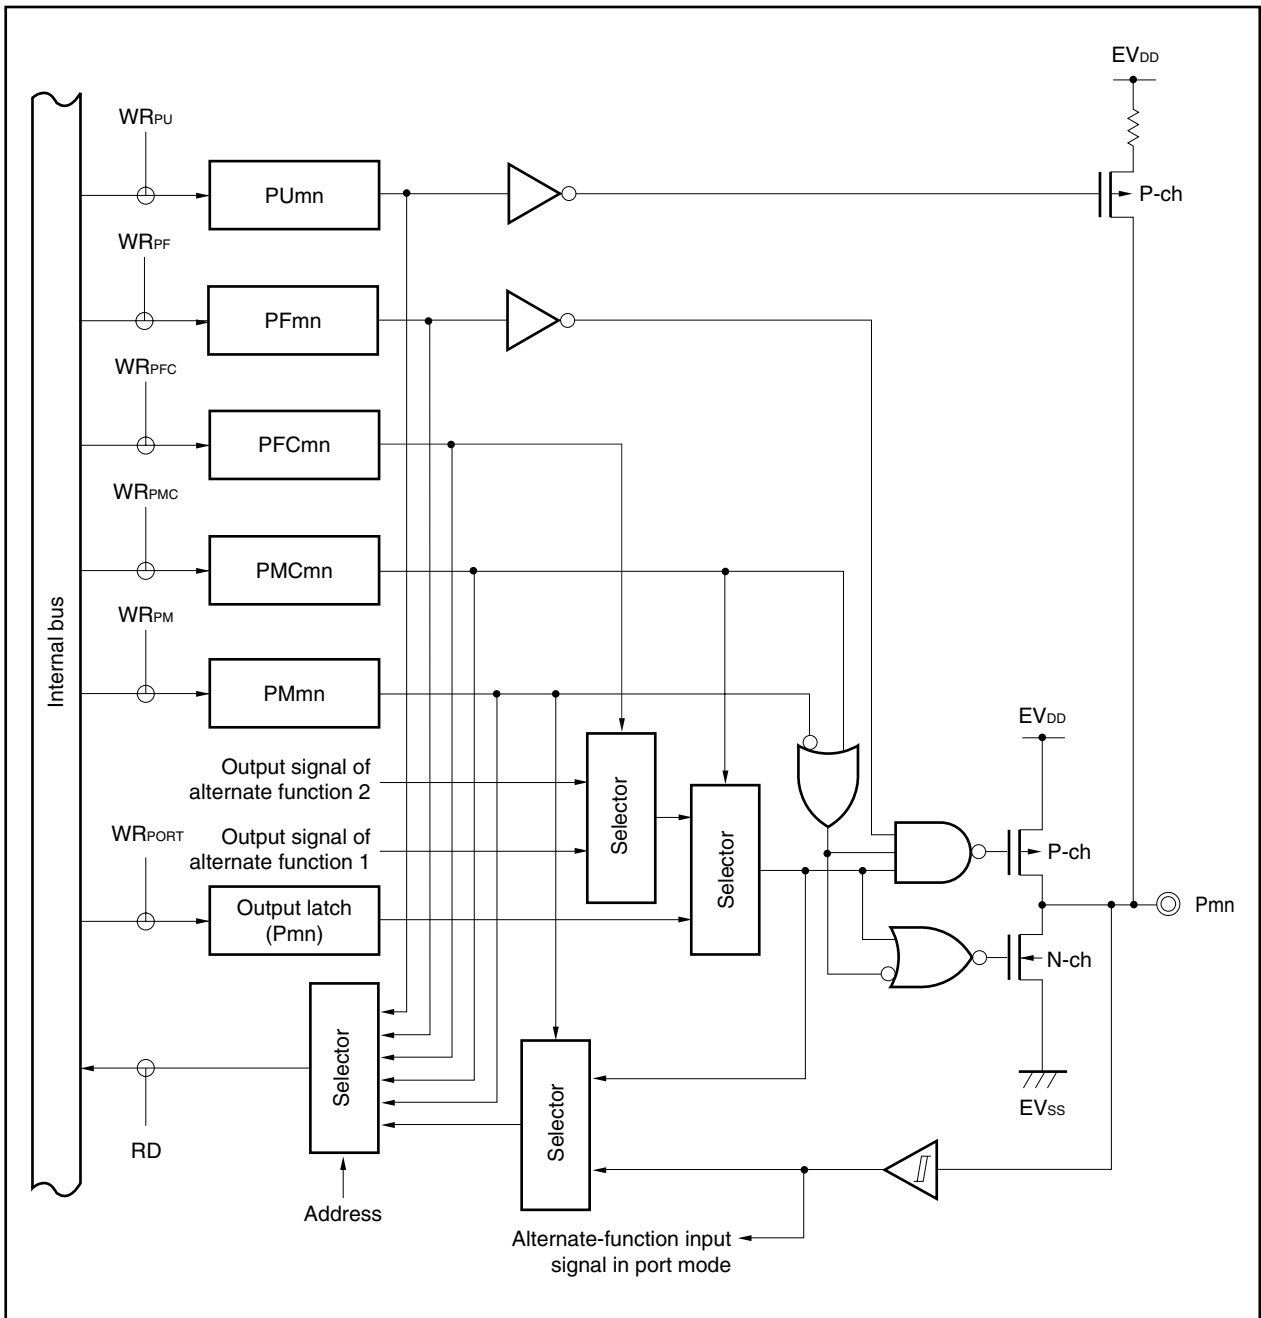 EVDD
WRPU
PUmn
P-ch
WRPF
PFmn
WRPFC
PFCmn
WRPMC
PMCmn
WRPM
Internal bus
PMmn
EVDD
Output signal of
alternate function 2
Selector
WRPORT
Output signal of
alternate function 1
Selector
P-ch
Output latch
(Pmn)
Pmn
N-ch
Selector
Selector
EVSS
RD
Address
Alternate-function input
signal in port mode